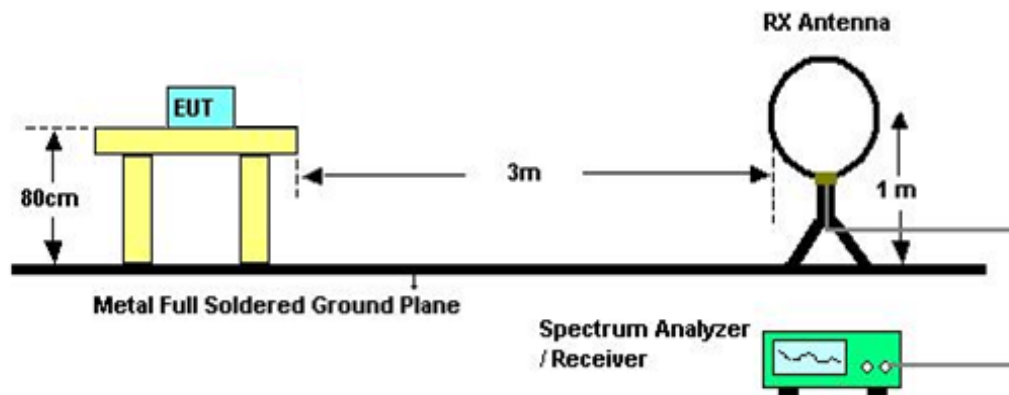 RX Antenna
EUT
80cm
3m
1 m
Metal Full Soldered Ground Plane
Spectrum Analyzer
/ Receiver